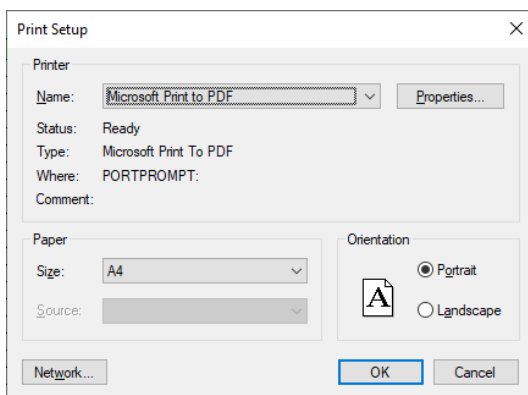 Print Setup
Printer
Name: Microsoft Print to PDF Properties...
Status: Ready
Type: Microsoft Print To PDF
Where: PORTPROMPT:
Comment:
Paper
Size: A4
Source:
Orientation
A
Portrait
Landscape
Network... OK Cancel